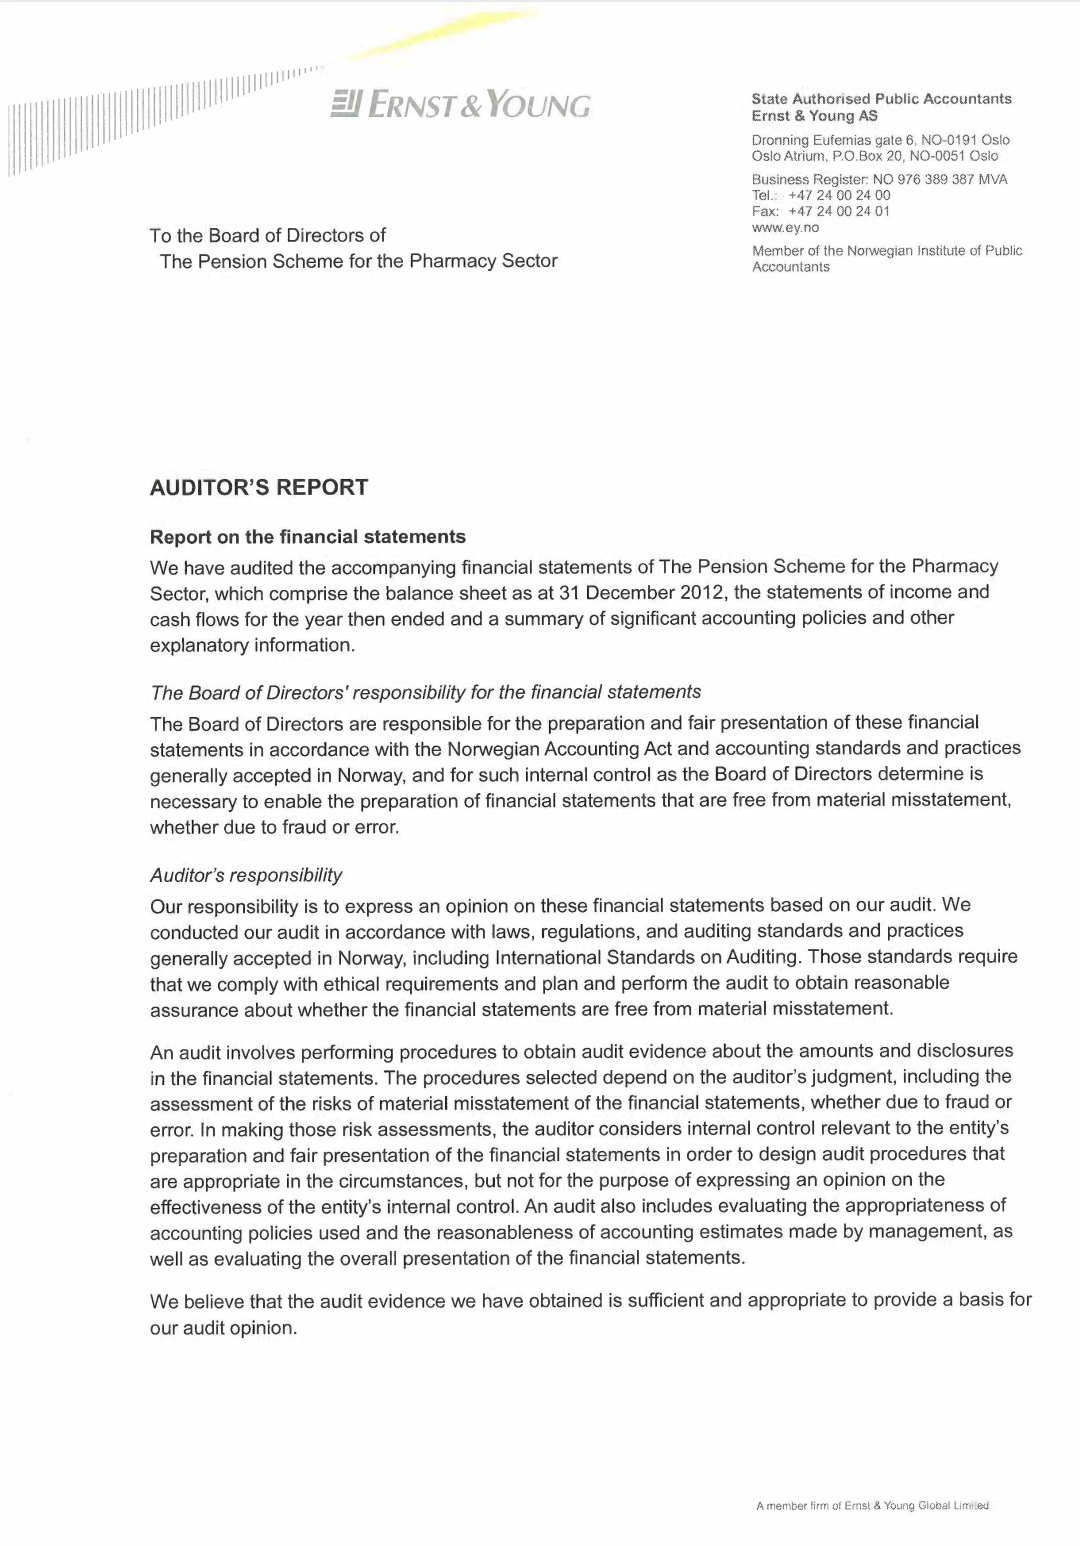 ERNST & YOUNG
State Authorised Public Accountants
Ernst & Young AS
Dronning Eufemias gate 6, NO-0191 Oslo
Oslo Atrium, P.O.Box 20, NO-0051 Oslo
Business Register: NO 976 389 387 MVA
Tel.: +47 24 00 24 00
Fax: +47 24 00 24 01
www.ey.no
Member of the Norwegian Institute of Public
Accountants
To the Board of Directors of
The Pension Scheme for the Pharmacy Sector
AUDITOR'S REPORT
Report on the financial statements
We have audited the accompanying financial statements of The Pension Scheme for the Pharmacy
Sector, which comprise the balance sheet as at 31 December 2012, the statements of income and
cash flows for the year then ended and a summary of significant accounting policies and other
explanatory information.
The Board of Directors' responsibility for the financial statements
The Board of Directors are responsible for the preparation and fair presentation of these financial
statements in accordance with the Norwegian Accounting Act and accounting standards and practices
generally accepted in Norway, and for such internal control as the Board of Directors determine is
necessary to enable the preparation of financial statements that are free from material misstatement,
whether due to fraud or error.
Auditor's responsibility
Our responsibility is to express an opinion on these financial statements based on our audit. We
conducted our audit in accordance with laws, regulations, and auditing standards and practices
generally accepted in Norway, including International Standards on Auditing. Those standards require
that we comply with ethical requirements and plan and perform the audit to obtain reasonable
assurance about whether the financial statements are free from material misstatement.
An audit involves performing procedures to obtain audit evidence about the amounts and disclosures
in the financial statements. The procedures selected depend on the auditor's judgment, including the
assessment of the risks of material misstatement of the financial statements, whether due to fraud or
error. In making those risk assessments, the auditor considers internal control relevant to the entity's
preparation and fair presentation of the financial statements in order to design audit procedures that
are appropriate in the circumstances, but not for the purpose of expressing an opinion on the
effectiveness of the entity's internal control. An audit also includes evaluating the appropriateness of
accounting policies used and the reasonableness of accounting estimates made by management, as
well as evaluating the overall presentation of the financial statements.
We believe that the audit evidence we have obtained is sufficient and appropriate to provide a basis for
our audit opinion.
A member firm of Ernst & Young Global Limited